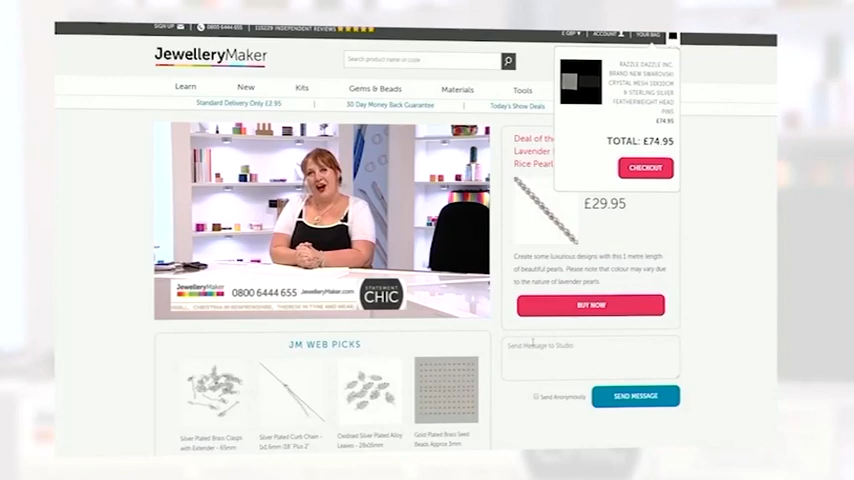 SIGN UP
0800 6444 655
115229 INDEPENDENT REVIEWS
£ GBP
ACCOUNT
YOUR BAG
JewelleryMaker
Search product name or code
Learn
New
Kits
Gems & Beads
Materials
Tools
Standard Delivery Only £2.95
30 Day Money Back Guarantee
Today's Show Deals
RAZZLE DAZZLE INC.
BRAND NEW SWAROVSKI
CRYSTAL MESH 10X10CM
& STERLING SILVER
FEATHERWEIGHT HEAD
PINS
£74.95
TOTAL: £74.95
CHECKOUT
Deal of the
Lavender
Rice Pearl
£29.95
Create some luxurious designs with this 1 metre length
of beautiful pearls. Please note that colour may vary due
to the nature of lavender pearls
BUY NOW
JewelleryMaker
0800 6444 655
JewelleryMaker.com
STATEMENT
CHIC
Send Message to Studio
Send Anonymously
SEND MESSAGE
JM WEB PICKS
Silver Plated Brass Clasps
with Extender - 65mm
Silver Plated Curb Chain -
Oxidised Silver Plated Alloy
Leaves - 28x16mm
Gold Plated Brass Seed
Beads Approx 3mm